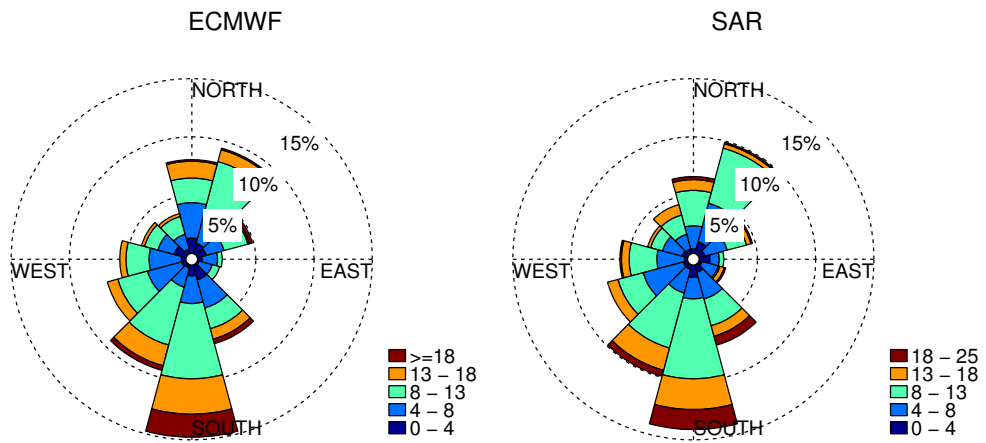 ECMWF
NORTH
15%
10%
5%
WEST
EAST
SOUTH
>=18
13 – 18
8 – 13
4 – 8
0 – 4
SAR
NORTH
15%
10%
5%
WEST
EAST
SOUTH
18 – 25
13 – 18
8 – 13
4 – 8
0 – 4